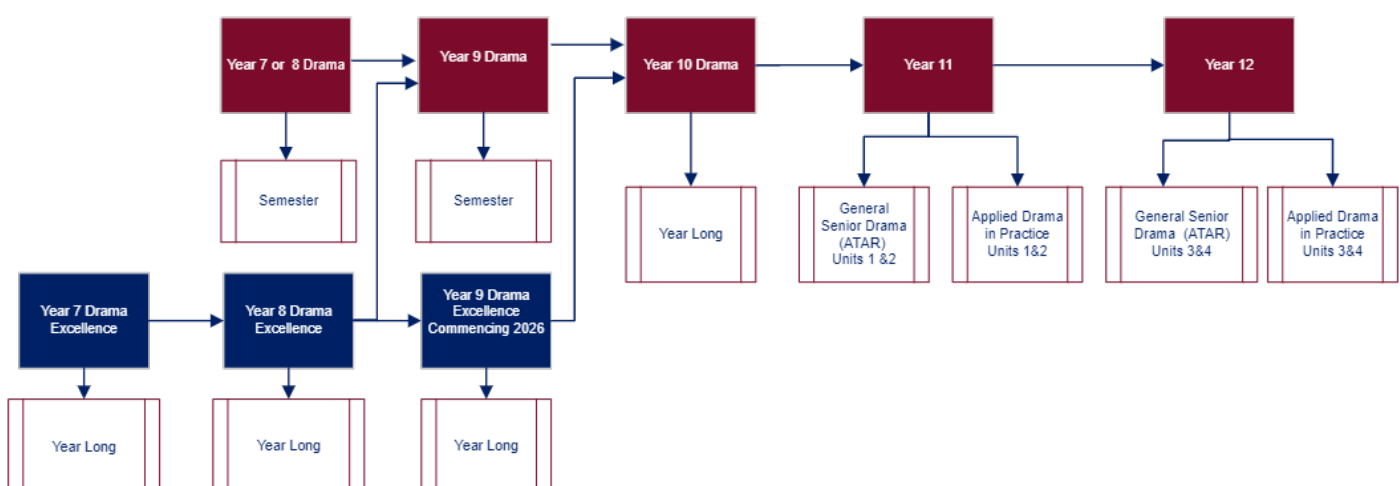 Year 7 or  8 Drama
Year 9 Drama
Year 10 Drama
Year 11
Year 12
Semester
Semester
Year Long
General
Senior Drama
(ATAR)
Units 1 &2
Applied Drama
in Practice
Units 1&2
General Senior
Drama  (ATAR)
Units 3&4
Applied Drama
in Practice
Units 3&4
Year 7 Drama
Excellence
Year 8 Drama
Excellence
Year 9 Drama
Excellence
Commencing 2026
Year Long
Year Long
Year Long